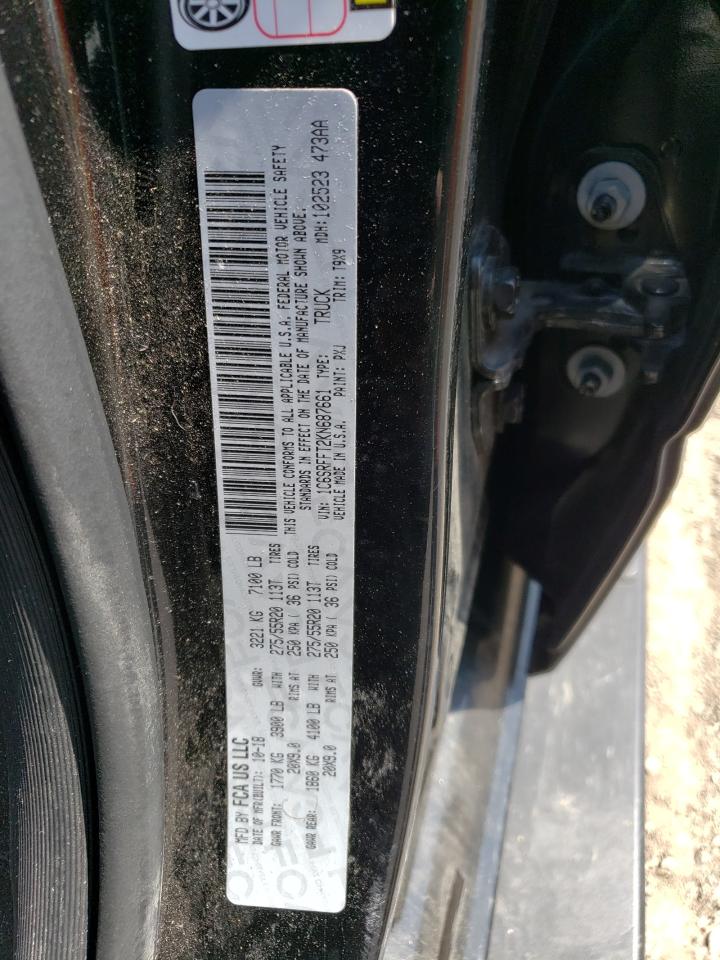 MFD BY FCA US LLC
DATE OF MFR(BUILT): 10-18 GVWR: 3221 KG 7100 LB
GAWR FRONT: 1770 KG 3900 LB WITH 275/55R20 113T TIRES
20X9.0 RIMS AT 250 KPA ( 36 PSI) COLD
GAWR REAR: 1860 KG 4100 LB WITH 275/55R20 113T TIRES
20X9.0 RIMS AT 250 KPA ( 36 PSI) COLD
THIS VEHICLE CONFORMS TO ALL APPLICABLE U.S.A. FEDERAL MOTOR VEHICLE SAFETY
STANDARDS IN EFFECT ON THE DATE OF MANUFACTURE SHOWN ABOVE.
VIN: 1C6SRFFT2KN687661 TYPE: TRUCK MDH: 102523 473AA
VEHICLE MADE IN U.S.A. PAINT: PXJ TRIM: T9X9